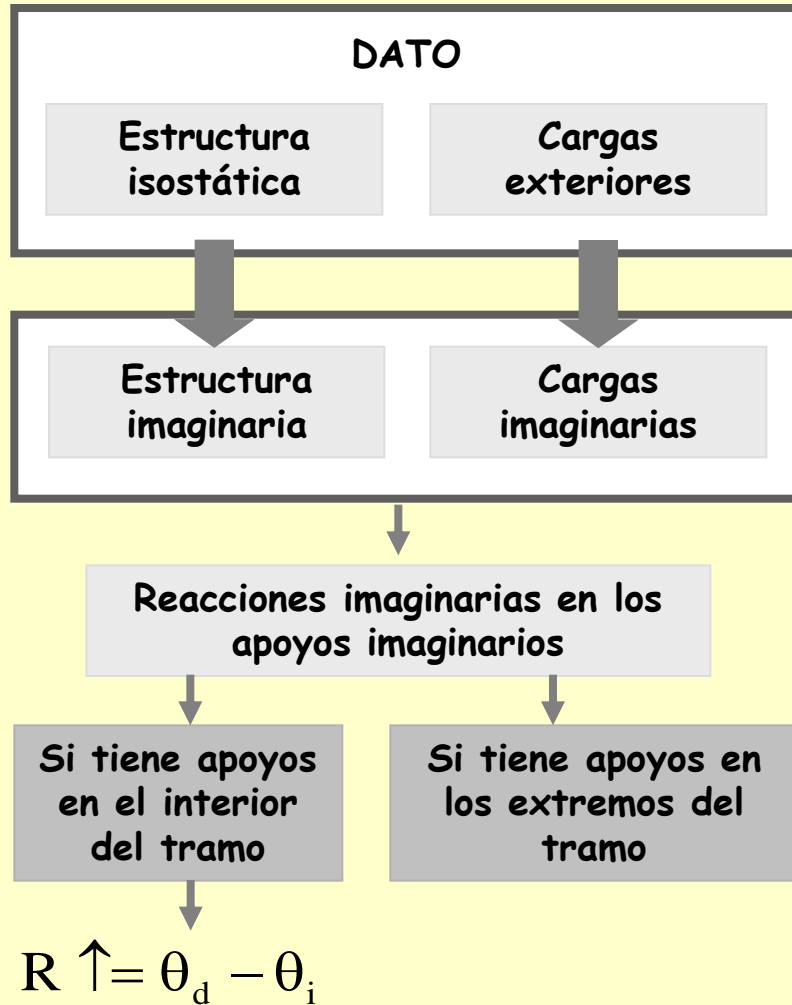 DATO
Estructura
isostática
Cargas
exteriores
Estructura
imaginaria
Cargas
imaginarias
Reacciones imaginarias en los
apoyos imaginarios
Si tiene apoyos
en el interior
del tramo
Si tiene apoyos en
los extremos del
tramo
R ↑= θd − θi